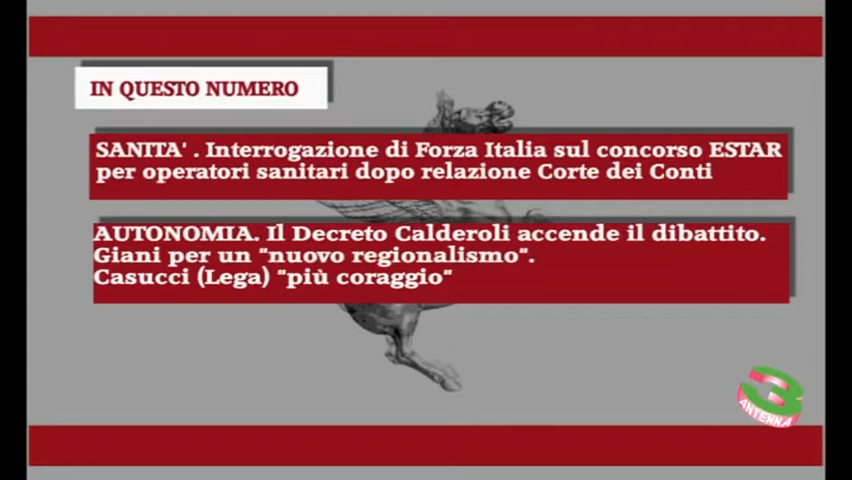 IN QUESTO NUMERO
SANITA' . Interrogazione di Forza Italia sul concorso ESTAR
per operatori sanitari dopo relazione Corte dei Conti
AUTONOMIA. Il Decreto Calderoli accende il dibattito.
Giani per un "nuovo regionalismo".
Casucci (Lega) "più coraggio"
3
ANTENNA